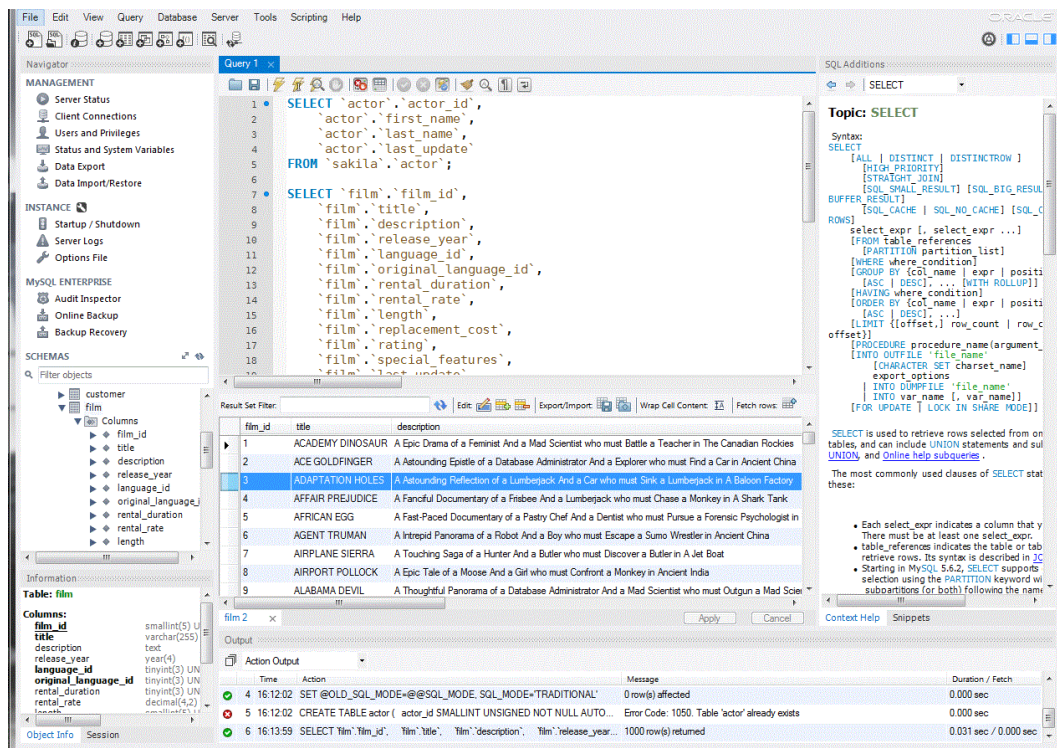 File Edit View Query Database Server Tools Scripting Help
ORACLE
Navigator
MANAGEMENT
Server Status
Client Connections
Users and Privileges
Status and System Variables
Data Export
Data Import/Restore
INSTANCE
Startup / Shutdown
Server Logs
Options File
MySQL ENTERPRISE
Audit Inspector
Online Backup
Backup Recovery
SCHEMAS
Filter objects
customer
film
Columns
film_id
title
description
release_year
language_id
original_language_i
rental_duration
rental_rate
length
Information
Table: film
Columns:
film_id smallint(5) U
title varchar(255)
description text
release_year year(4)
language_id tinyint(3) UN
original_language_id tinyint(3) UN
rental_duration tinyint(3) UN
rental_rate decimal(4,2)
Object Info Session
Query 1
1 SELECT `actor`.`actor_id`,
2 `actor`.`first_name`,
3 `actor`.`last_name`,
4 `actor`.`last_update`
5 FROM `sakila`.`actor`;
6
7 SELECT `film`.`film_id`,
8 `film`.`title`,
9 `film`.`description`,
10 `film`.`release_year`,
11 `film`.`language_id`,
12 `film`.`original_language_id`,
13 `film`.`rental_duration`,
14 `film`.`rental_rate`,
15 `film`.`length`,
16 `film`.`replacement_cost`,
17 `film`.`rating`,
18 `film`.`special_features`,
19 `film`.`last_update`
Result Set Filter: Edit: Export/Import: Wrap Cell Content: Fetch rows:
film_id title description
1 ACADEMY DINOSAUR A Epic Drama of a Feminist And a Mad Scientist who must Battle a Teacher in The Canadian Rockies
2 ACE GOLDFINGER A Astounding Epistle of a Database Administrator And a Explorer who must Find a Car in Ancient China
3 ADAPTATION HOLES A Astounding Reflection of a Lumberjack And a Car who must Sink a Lumberjack in A Baloon Factory
4 AFFAIR PREJUDICE A Fanciful Documentary of a Frisbee And a Lumberjack who must Chase a Monkey in A Shark Tank
5 AFRICAN EGG A Fast-Paced Documentary of a Pastry Chef And a Dentist who must Pursue a Forensic Psychologist in
6 AGENT TRUMAN A Intrepid Panorama of a Robot And a Boy who must Escape a Sumo Wrestler in Ancient China
7 AIRPLANE SIERRA A Touching Saga of a Hunter And a Butler who must Discover a Butler in A Jet Boat
8 AIRPORT POLLOCK A Epic Tale of a Moose And a Girl who must Confront a Monkey in Ancient India
9 ALABAMA DEVIL A Thoughtful Panorama of a Database Administrator And a Mad Scientist who must Outgun a Mad Scien
film 2 Apply Cancel
Output
Action Output
Time Action Message Duration / Fetch
4 16:12:02 SET @OLD_SQL_MODE=@@SQL_MODE, SQL_MODE='TRADITIONAL' 0 row(s) affected 0.000 sec
5 16:12:02 CREATE TABLE actor ( actor_id SMALLINT UNSIGNED NOT NULL AUTO... Error Code: 1050. Table 'actor' already exists 0.000 sec
6 16:13:59 SELECT `film`.`film_id`, `film`.`title`, `film`.`description`, `film`.`release_year... 1000 row(s) returned 0.031 sec / 0.000 sec
SQL Additions
SELECT
Topic: SELECT
Syntax:
SELECT
[ALL | DISTINCT | DISTINCTROW ]
[HIGH_PRIORITY]
[STRAIGHT_JOIN]
[SQL_SMALL_RESULT] [SQL_BIG_RESUL
BUFFER_RESULT]
[SQL_CACHE | SQL_NO_CACHE] [SQL_C
ROWS]
select_expr [, select_expr ...]
[FROM table_references
[PARTITION partition_list]
[WHERE where_condition]
[GROUP BY {col_name | expr | positi
[ASC | DESC], ... [WITH ROLLUP]]
[HAVING where_condition]
[ORDER BY {col_name | expr | positi
[ASC | DESC], ...]
[LIMIT {[offset,] row_count | row_c
offset}]
[PROCEDURE procedure_name(argument_
[INTO OUTFILE 'file_name'
[CHARACTER SET charset_name]
export_options
| INTO DUMPFILE 'file_name'
| INTO var_name [, var_name]]
[FOR UPDATE | LOCK IN SHARE MODE]]
SELECT is used to retrieve rows selected from on
tables, and can include UNION statements and sul
UNION, and Online help subqueries .
The most commonly used clauses of SELECT stat
these:
• Each select_expr indicates a column that y
There must be at least one select_expr.
• table_references indicates the table or tab
retrieve rows. Its syntax is described in JO
• Starting in MySQL 5.6.2, SELECT supports
selection using the PARTITION keyword wi
subpartitions (or both) following the name
Context Help Snippets